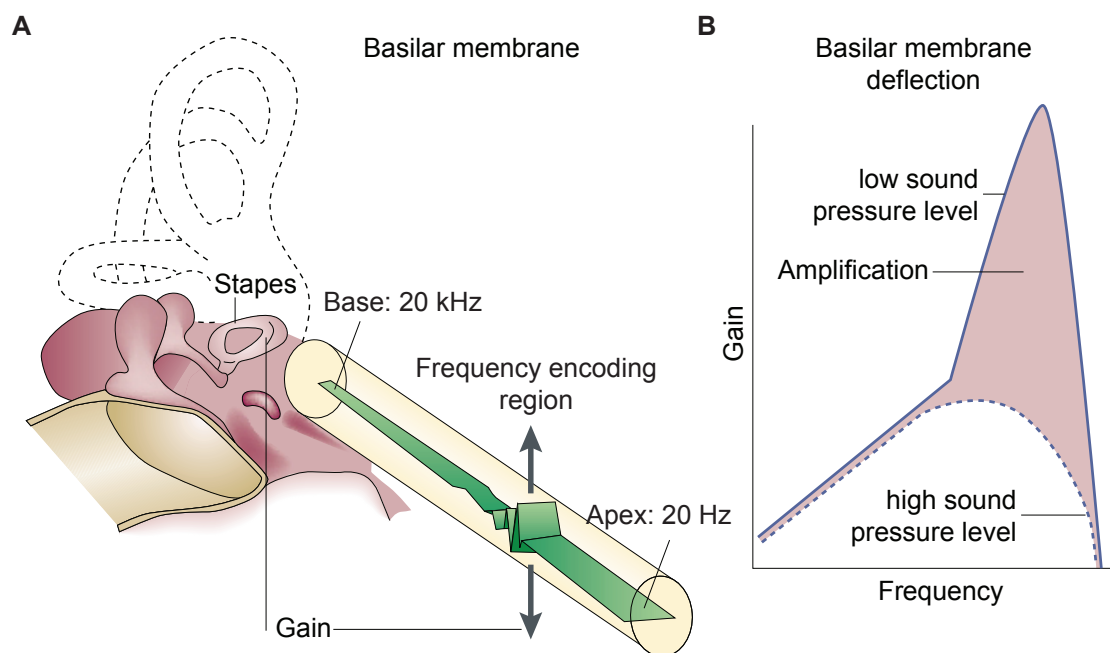 A
Basilar membrane
Stapes
Base: 20 kHz
Frequency encoding
region
Apex: 20 Hz
Gain
B
Basilar membrane
deflection
low sound
pressure level
Amplification
Gain
high sound
pressure level
Frequency